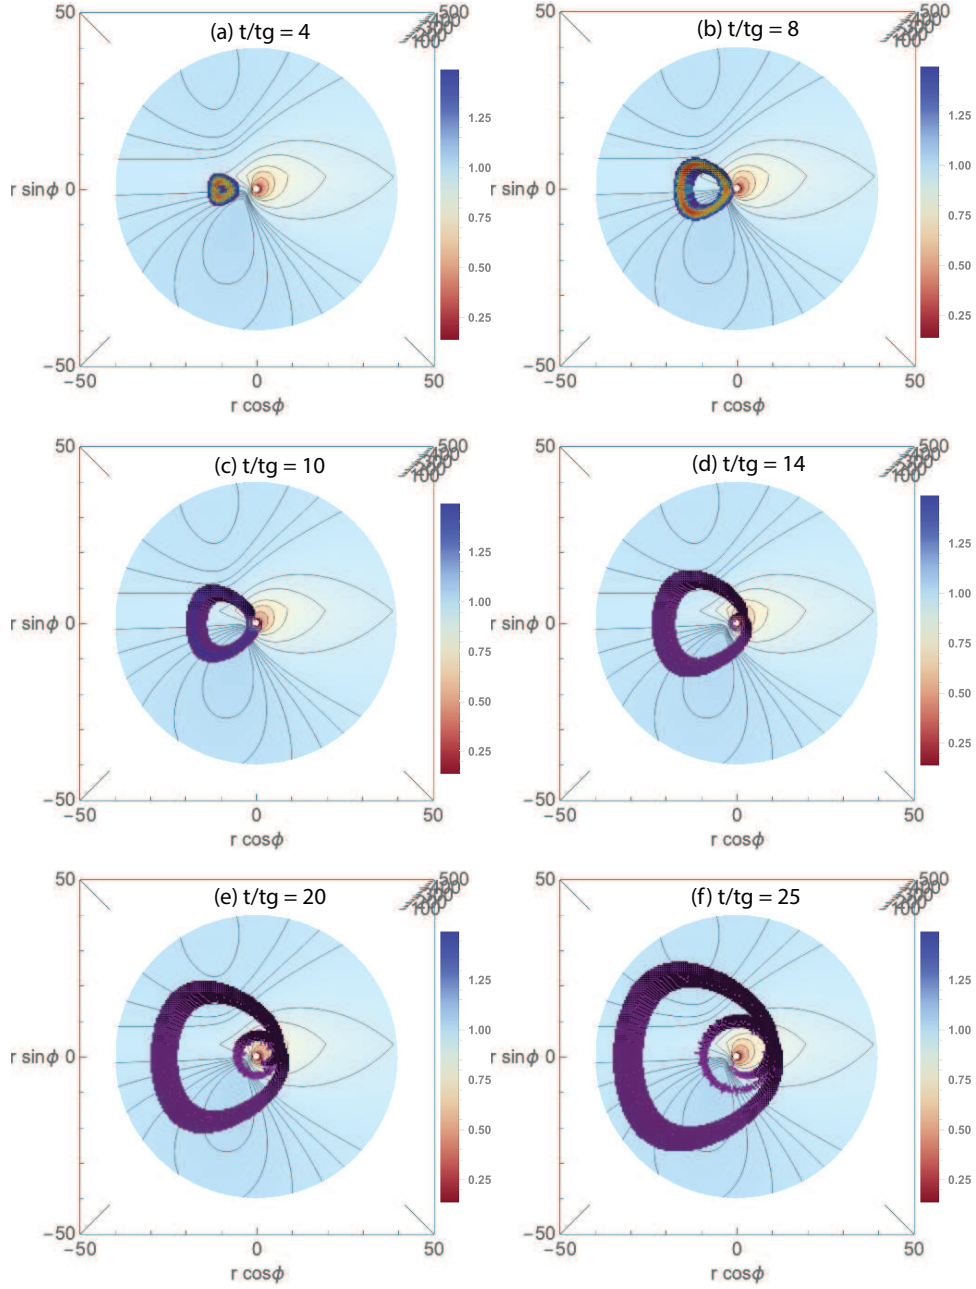 (a) t/tg = 4
50
500
1.25
1.00
r sinϕ 0
0.75
0.50
0.25
−50
−50 0 50
r cosϕ
(b) t/tg = 8
50
500
1.25
1.00
r sinϕ 0
0.75
0.50
0.25
−50
−50 0 50
r cosϕ
(c) t/tg = 10
50
500
1.25
1.00
r sinϕ 0
0.75
0.50
0.25
−50
−50 0 50
r cosϕ
(d) t/tg = 14
50
500
1.25
1.00
r sinϕ 0
0.75
0.50
0.25
−50
−50 0 50
r cosϕ
(e) t/tg = 20
50
500
1.25
1.00
r sinϕ 0
0.75
0.50
0.25
−50
−50 0 50
r cosϕ
(f) t/tg = 25
50
500
1.25
1.00
r sinϕ 0
0.75
0.50
0.25
−50
−50 0 50
r cosϕ